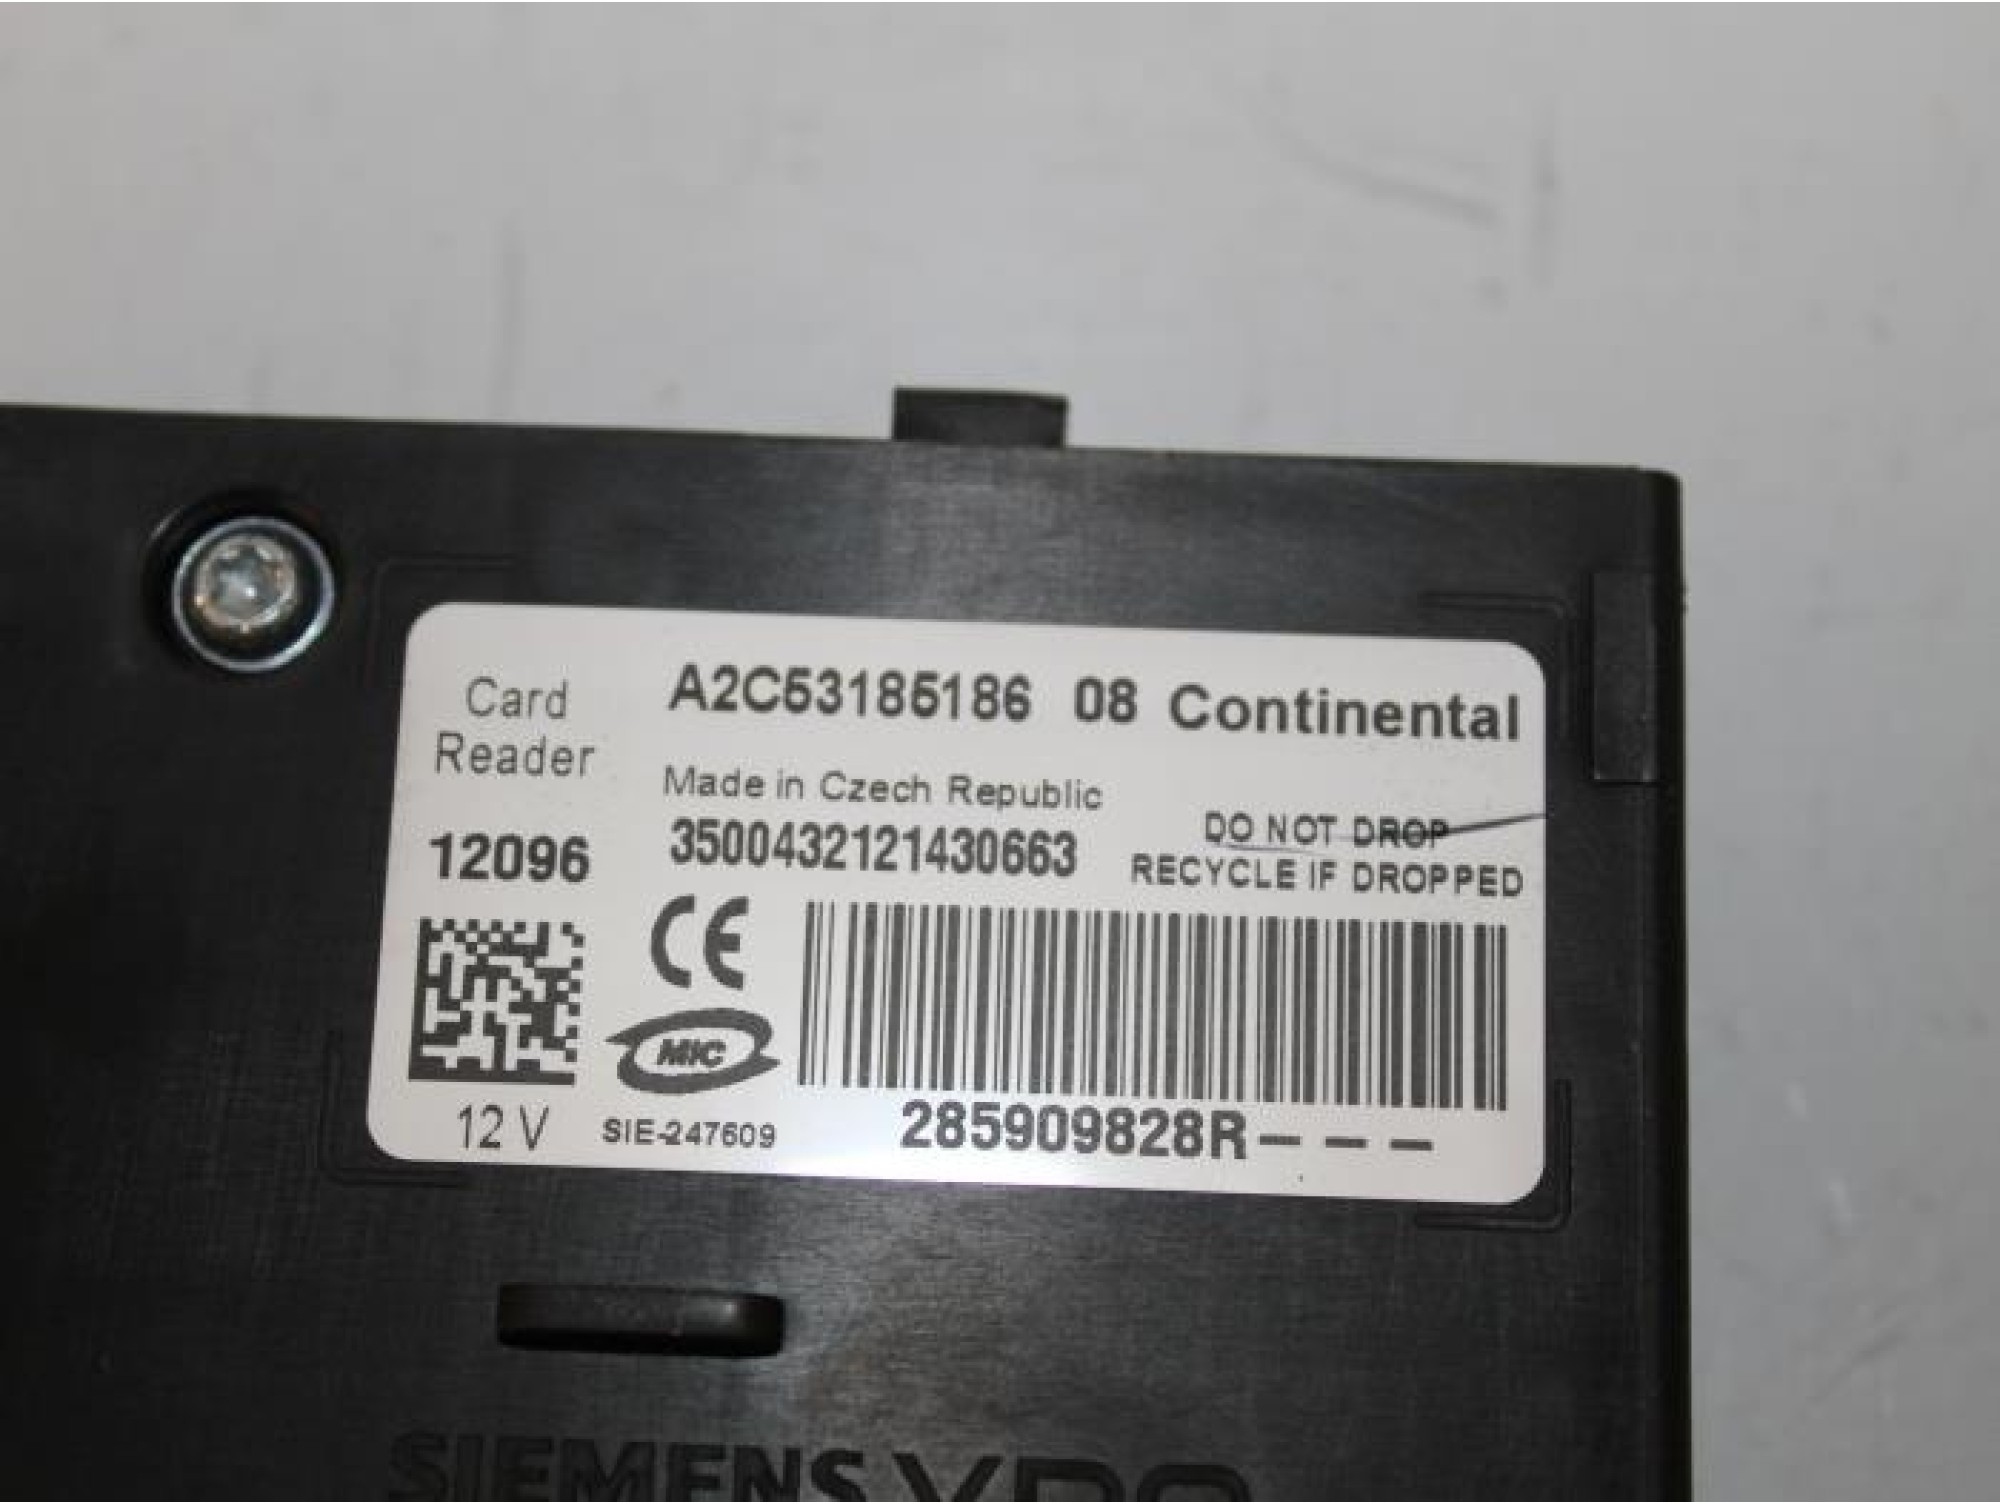 Card
Reader
A2C53185186 08 Continental
Made in Czech Republic
12096
3500432121430663
DO NOT DROP
RECYCLE IF DROPPED
CE
MIC
12 V
SIE-247609
285909828R- - -
SIEMENS VDO